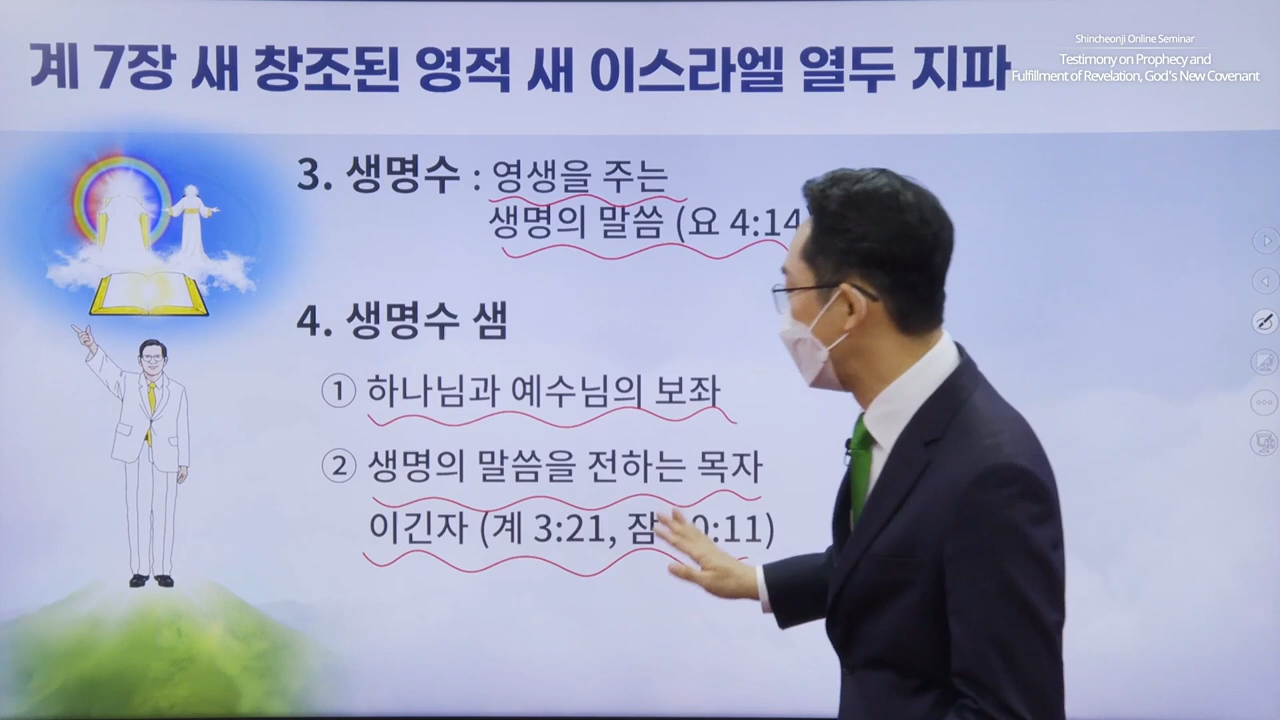 계 7장 새 창조된 영적 새 이스라엘 열두 지파
Shincheonji Online Seminar
Testimony on Prophecy and
Fulfillment of Revelation, God's New Covenant
3. 생명수 : 영생을 주는
생명의 말씀 (요 4:14
4. 생명수 샘
① 하나님과 예수님의 보좌
② 생명의 말씀을 전하는 목자
이긴자 (계 3:21, 잠 0:11)